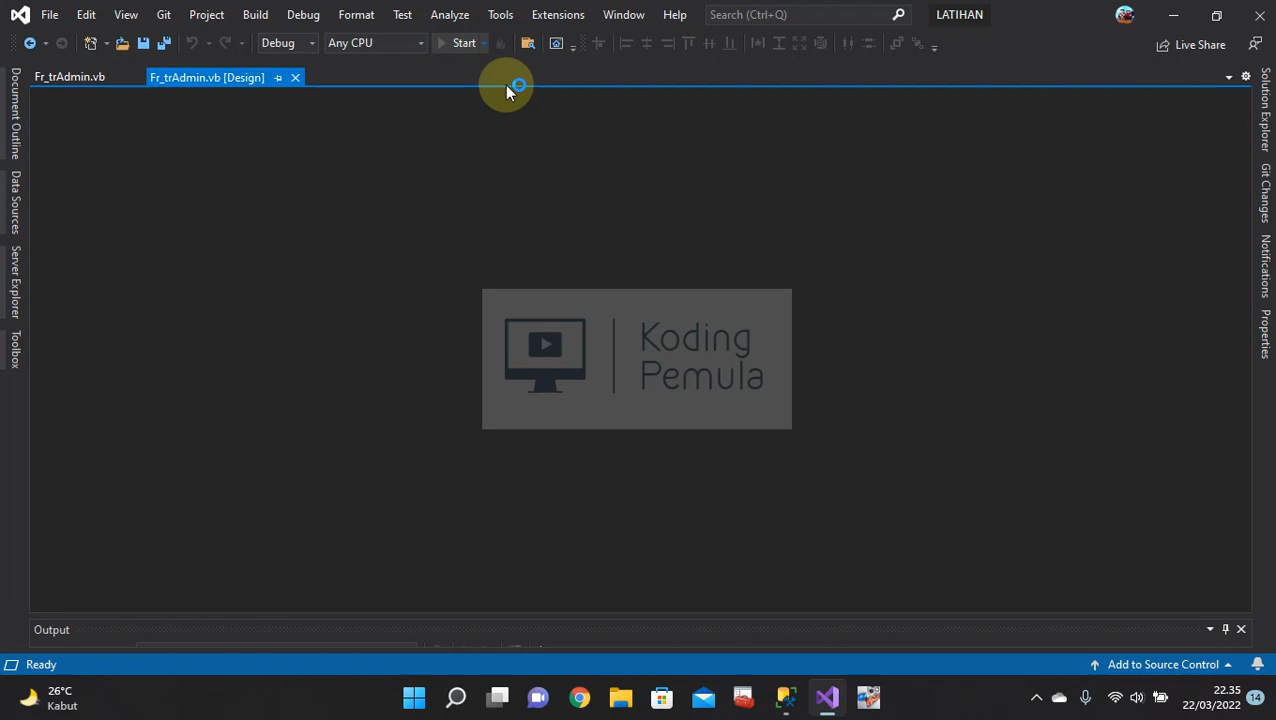 File Edit View Git Project Build Debug Format Test Analyze Tools Extensions Window Help Search (Ctrl+Q) LATIHAN
Debug Any CPU Start Live Share
Fr_trAdmin.vb Fr_trAdmin.vb [Design]
Document Outline
Data Sources
Server Explorer
Toolbox
Koding
Pemula
Solution Explorer
Git Changes
Notifications
Properties
Output
Ready Add to Source Control
26°C
Kabut
22.35
22/03/2022
14